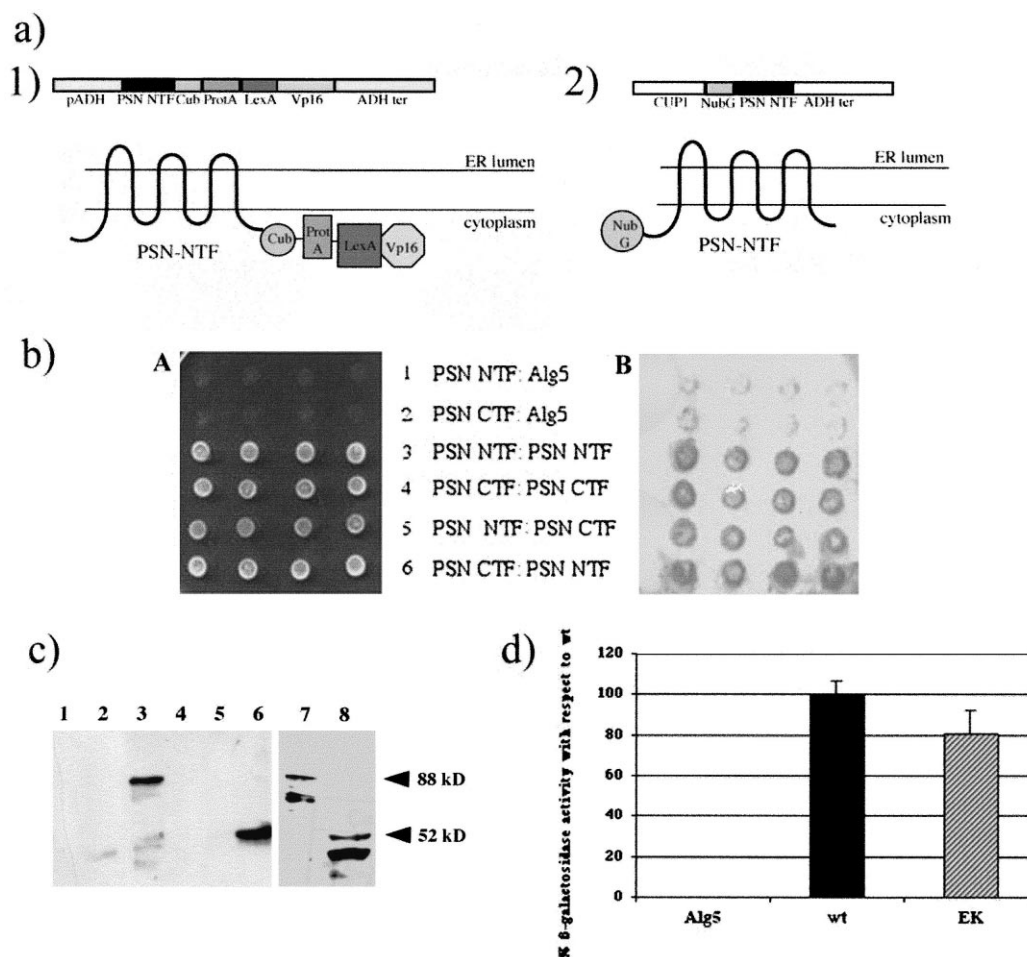 a)
1)
pADH PSN NTF Cub ProtA LexA Vp16 ADH ter
ER lumen
cytoplasm
Cub
Prot
A
LexA
Vp16
PSN-NTF
2)
CUP1 NubG PSN NTF ADH ter
ER lumen
cytoplasm
Nub
G
PSN-NTF
b)
A
1 PSN NTF: Alg5
2 PSN CTF: Alg5
3 PSN NTF: PSN NTF
4 PSN CTF: PSN CTF
5 PSN NTF: PSN CTF
6 PSN CTF: PSN NTF
B
c)
1 2 3 4 5 6 7 8
88 kD
52 kD
d)
% β-galactosidase activity with respect to wt
120
100
80
60
40
20
0
Alg5 wt EK